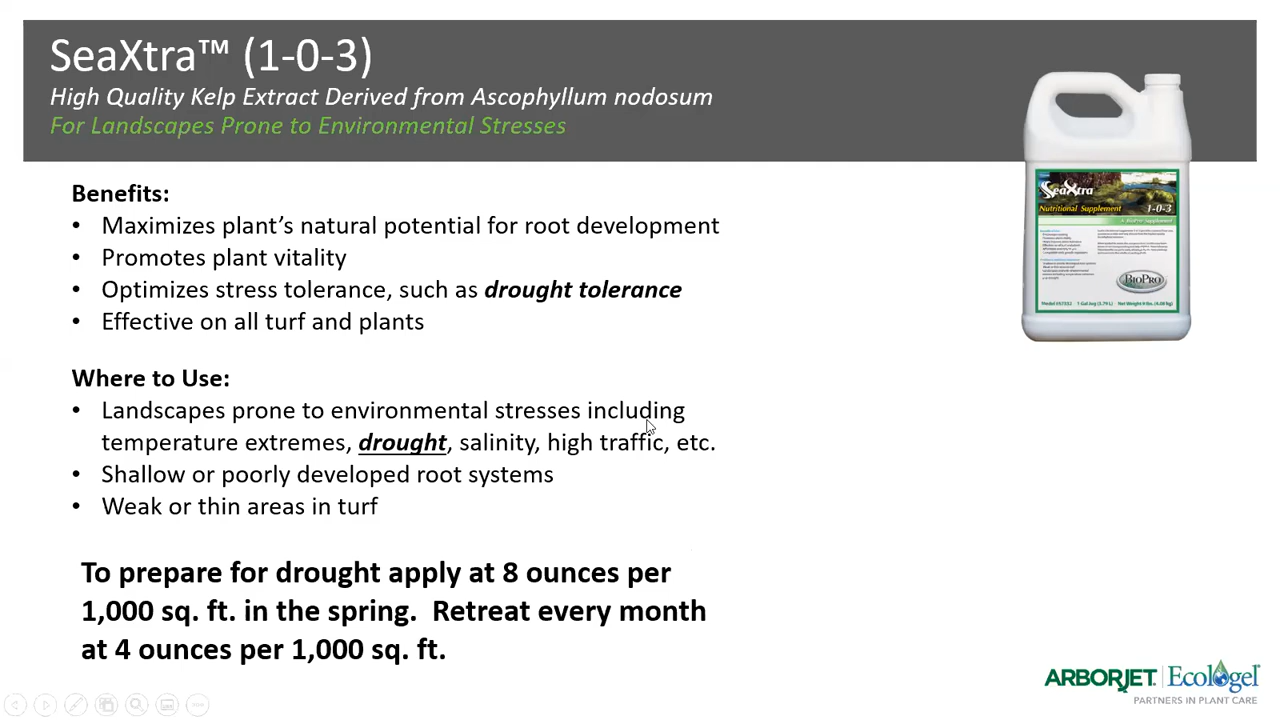 SeaXtra™ (1-0-3)
High Quality Kelp Extract Derived from Ascophyllum nodosum
For Landscapes Prone to Environmental Stresses
SeaXtra
Nutritional Supplement 1-0-3
BIOPRO
Benefits:
• Maximizes plant’s natural potential for root development
• Promotes plant vitality
• Optimizes stress tolerance, such as drought tolerance
• Effective on all turf and plants
Where to Use:
• Landscapes prone to environmental stresses including
temperature extremes, drought, salinity, high traffic, etc.
• Shallow or poorly developed root systems
• Weak or thin areas in turf
To prepare for drought apply at 8 ounces per
1,000 sq. ft. in the spring.  Retreat every month
at 4 ounces per 1,000 sq. ft.
ARBORJET | Ecologel
PARTNERS IN PLANT CARE